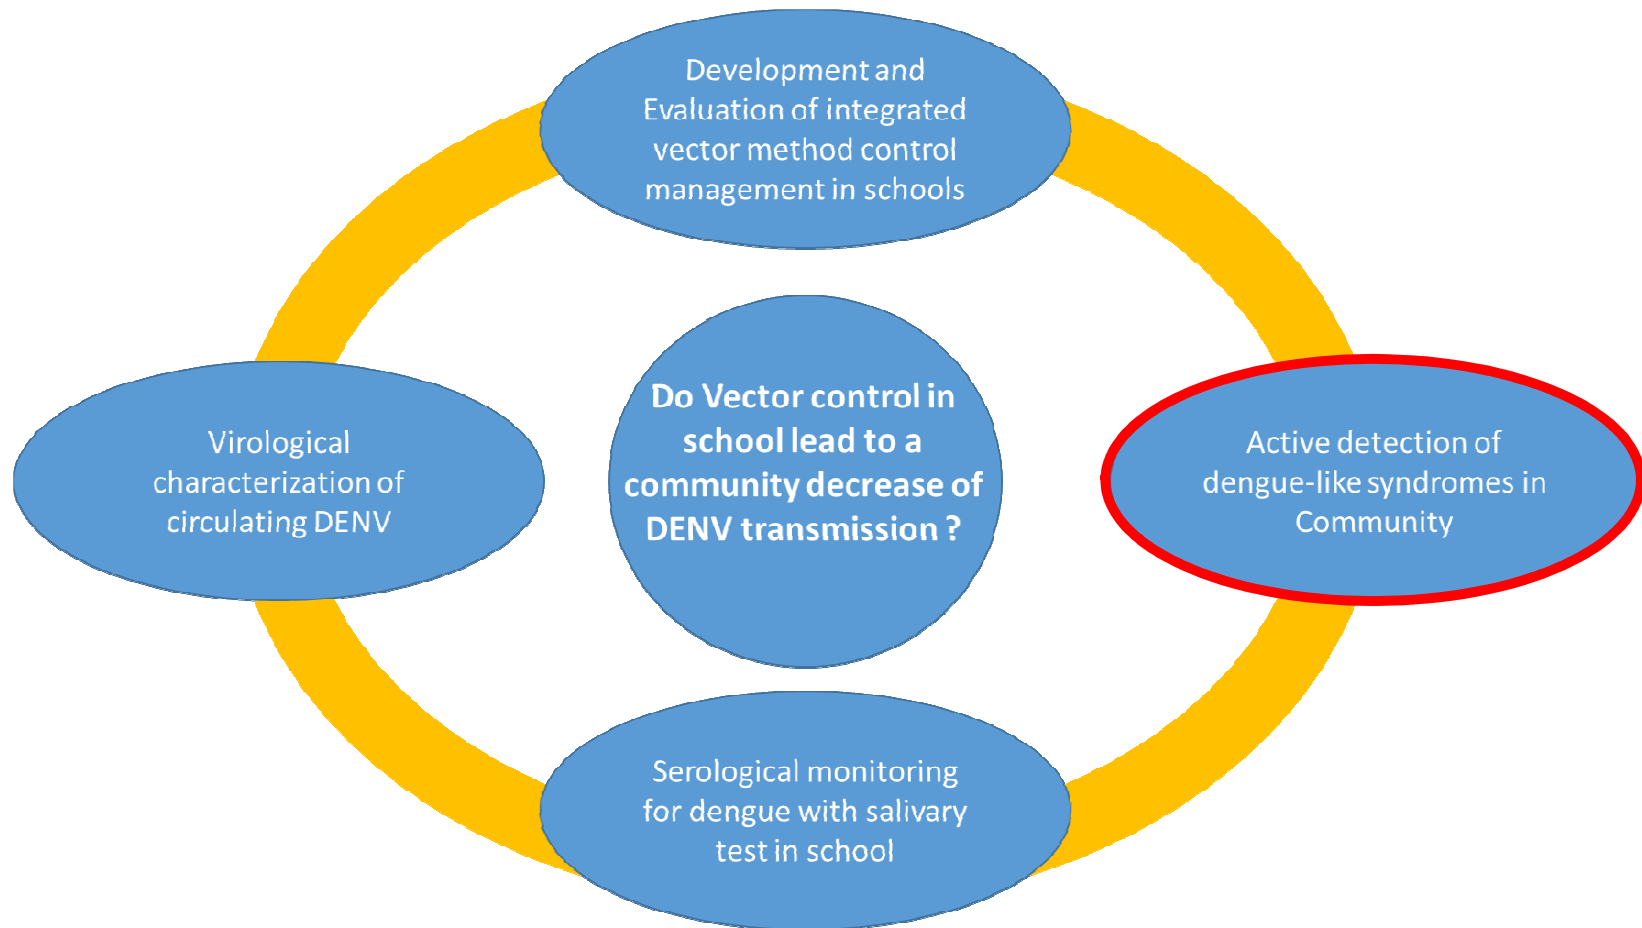 Development and
Evaluation of integrated
vector method control
management in schools
Virological
characterization of
circulating DENV
Do Vector control in
school lead to a
community decrease of
DENV transmission ?
Active detection of
dengue-like syndromes in
Community
Serological monitoring
for dengue with salivary
test in school